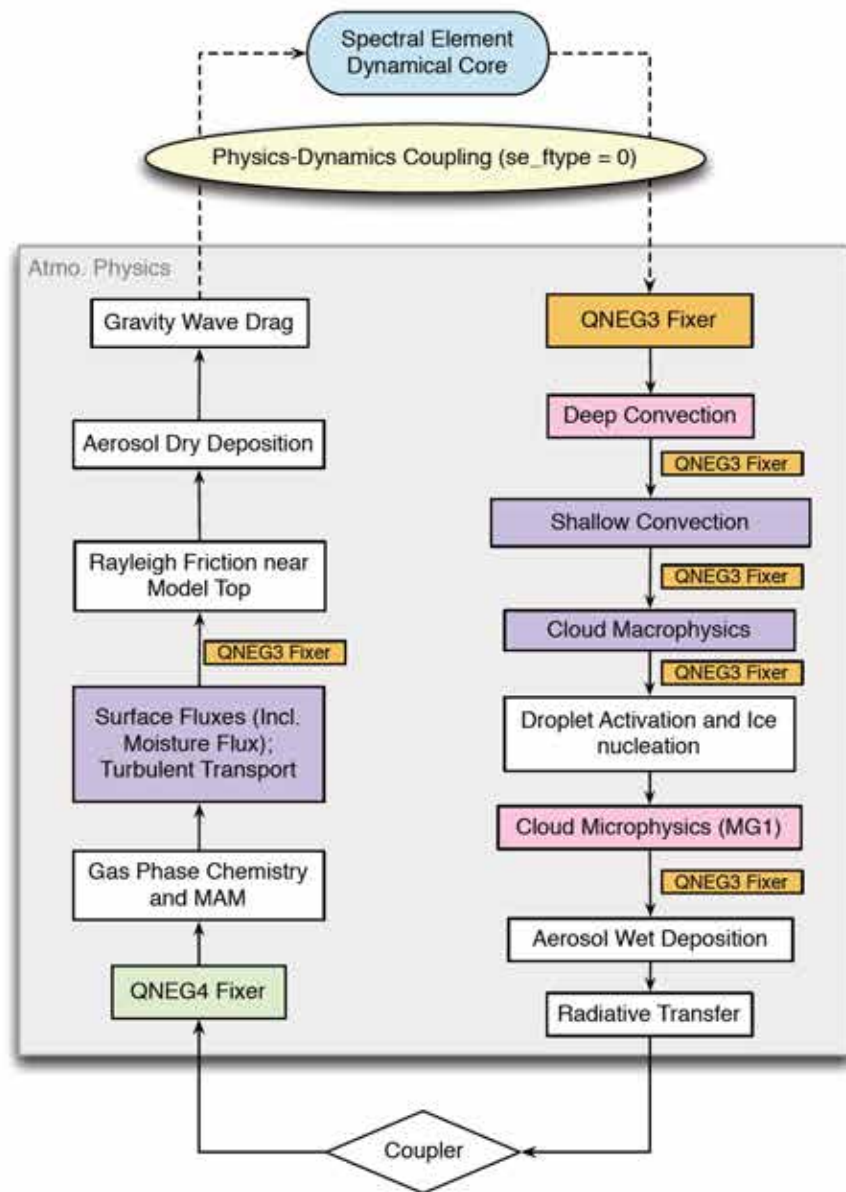 Spectral Element
Dynamical Core
Physics-Dynamics Coupling (se_ftype = 0)
Atmo. Physics
Gravity Wave Drag
Aerosol Dry Deposition
Rayleigh Friction near
Model Top
QNEG3 Fixer
Surface Fluxes (Incl.
Moisture Flux);
Turbulent Transport
Gas Phase Chemistry
and MAM
QNEG4 Fixer
QNEG3 Fixer
Deep Convection
QNEG3 Fixer
Shallow Convection
QNEG3 Fixer
Cloud Macrophysics
QNEG3 Fixer
Droplet Activation and Ice
nucleation
Cloud Microphysics (MG1)
QNEG3 Fixer
Aerosol Wet Deposition
Radiative Transfer
Coupler